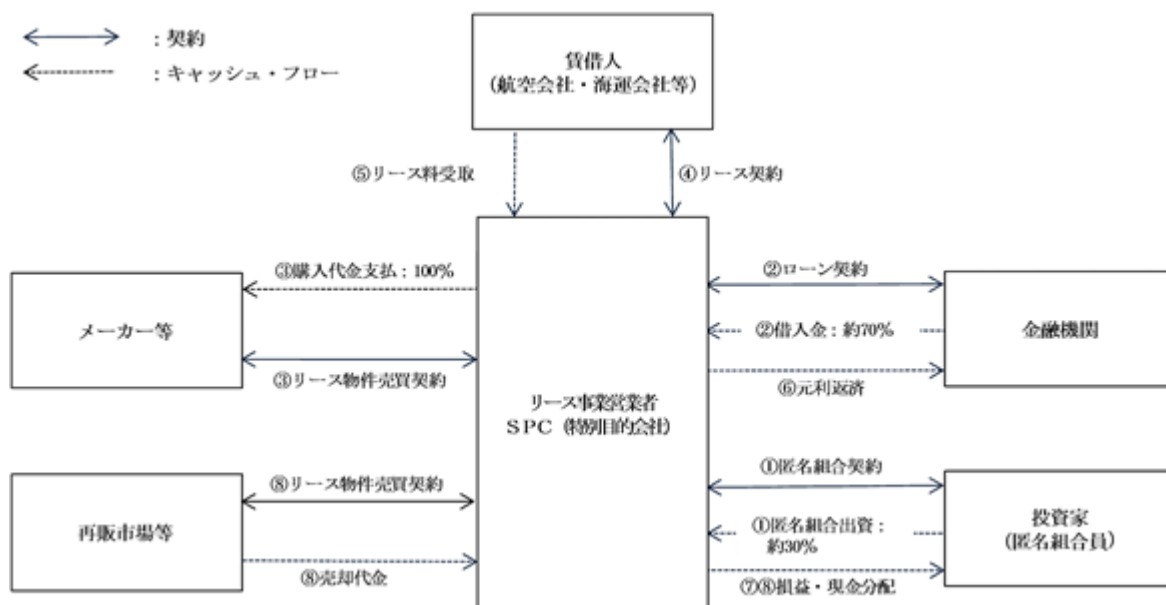 ：契約
：キャッシュ・フロー
賃借人
（航空会社・海運会社等）
⑤リース料受取
④リース契約
③購入代金支払：100%
メーカー等
③リース物件売買契約
リース事業営業者
ＳＰＣ（特別目的会社）
②ローン契約
②借入金：約70%
金融機関
⑥元利返済
⑧リース物件売買契約
再販市場等
⑧売却代金
①匿名組合契約
①匿名組合出資：
約30%
投資家
（匿名組合員）
⑦⑧損益・現金分配